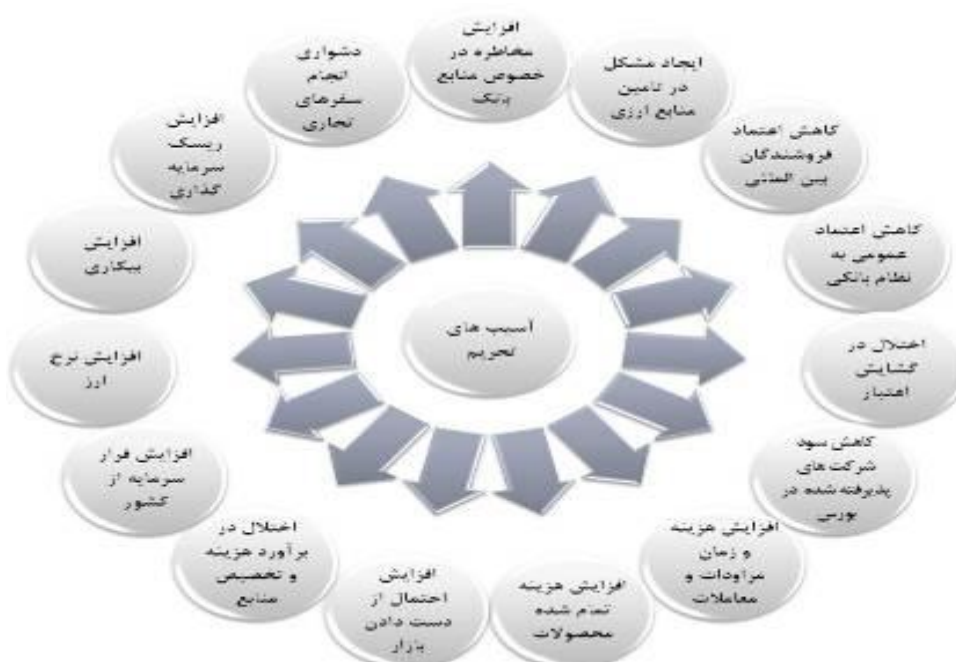 افزایش
مخاطره در
خصوص منابع
بانک
ایجاد مشکل
در تامین
منابع ارزی
کاهش اعتماد
فروشندگان
بین المللی
کاهش اعتماد
عمومی به
نظام بانکی
اختلال در
گشایش
اعتبار
کاهش سود
شرکت های
پذیرفته شده در
بورس
افزایش هزینه
و زمان
مراودات و
معاملات
افزایش هزینه
تمام شده
محصولات
افزایش
احتمال از
دست دادن
بازار
اختلال در
برآورد هزینه
و تخصیص
منابع
افزایش فرار
سرمایه از
کشور
افزایش نرخ
ارز
افزایش
بیکاری
افزایش
ریسک
سرمایه
گذاری
دشواری
انجام
سفرهای
تجاری
آسیب های
تحریم